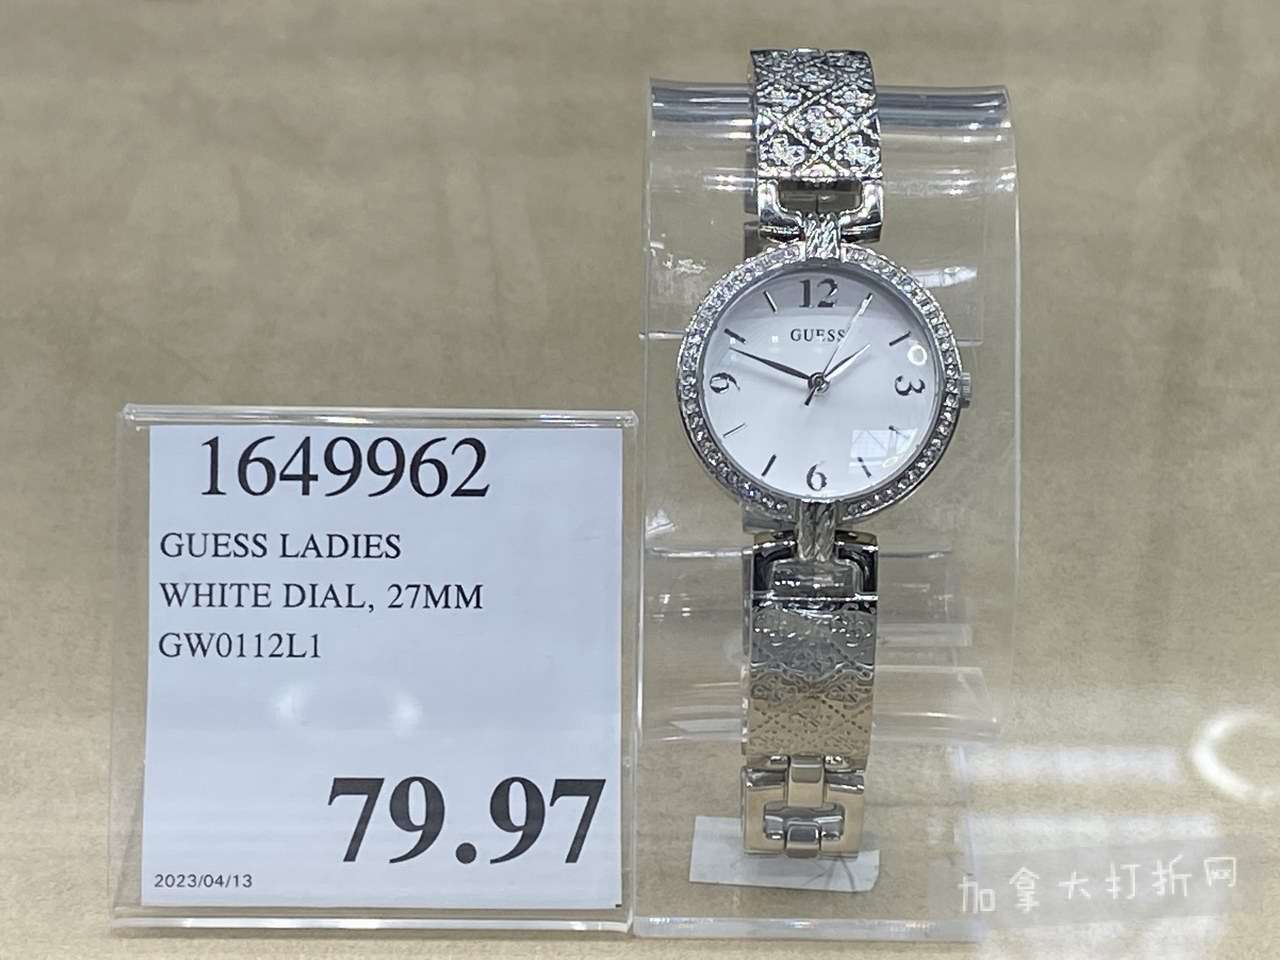 1649962
GUESS LADIES
WHITE DIAL, 27MM
GW0112L1
79.97
2023/04/13
12
GUESS
9
3
6
加拿大打折网